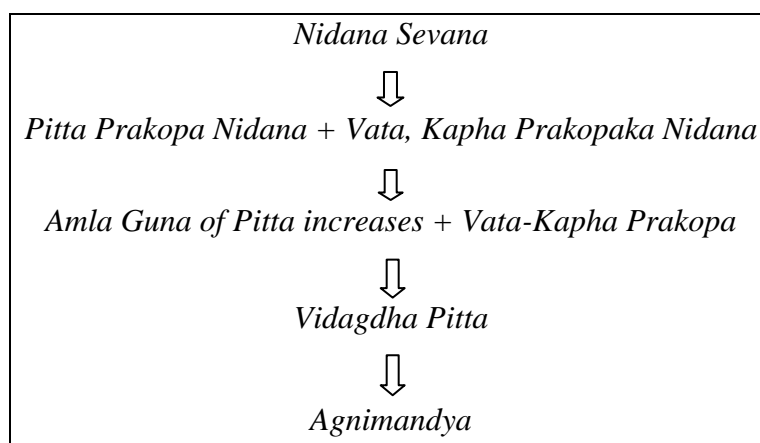 Nidana Sevana
Pitta Prakopa Nidana + Vata, Kapha Prakopaka Nidana
Amla Guna of Pitta increases + Vata-Kapha Prakopa
Vidagdha Pitta
Agnimandya